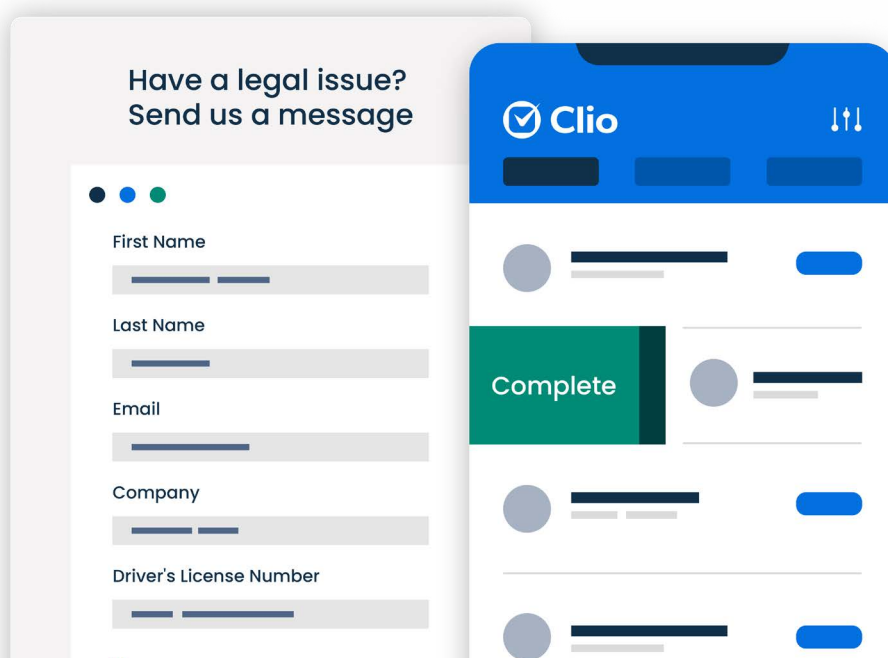 Have a legal issue?
Send us a message
First Name
Last Name
Email
Company
Driver's License Number
Clio
Complete